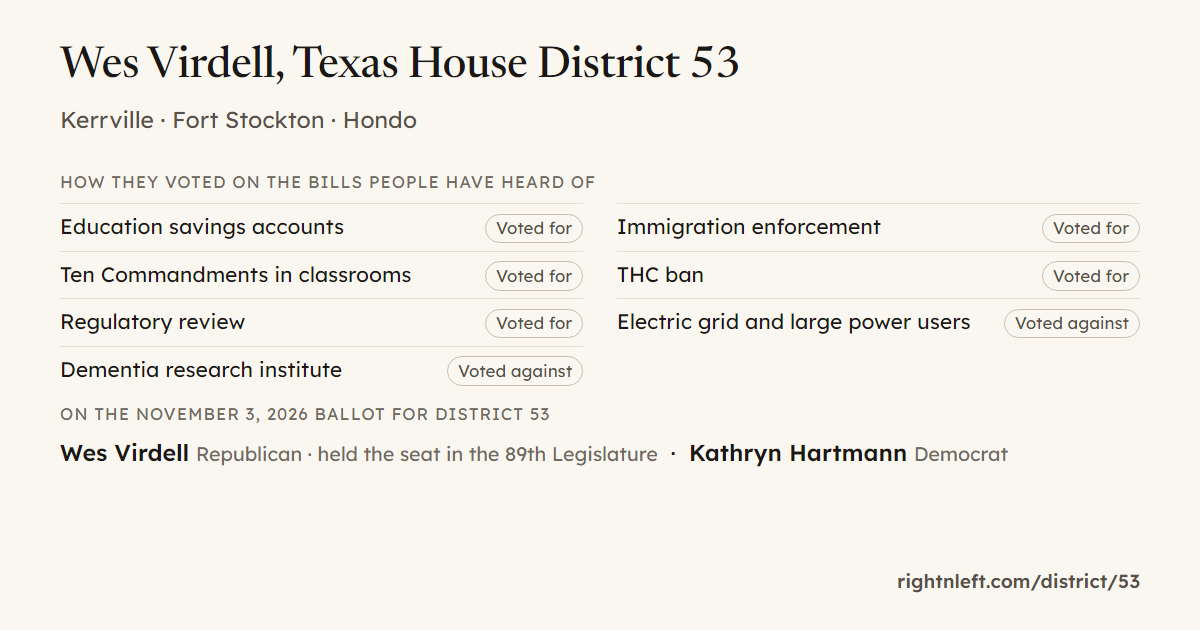 Wes Virdell, Texas House District 53
Kerrville · Fort Stockton · Hondo
HOW THEY VOTED ON THE BILLS PEOPLE HAVE HEARD OF
Education savings accounts Voted for
Immigration enforcement Voted for
Ten Commandments in classrooms Voted for
THC ban Voted for
Regulatory review Voted for
Electric grid and large power users Voted against
Dementia research institute Voted against
ON THE NOVEMBER 3, 2026 BALLOT FOR DISTRICT 53
Wes Virdell Republican · held the seat in the 89th Legislature · Kathryn Hartmann Democrat
rightnleft.com/district/53